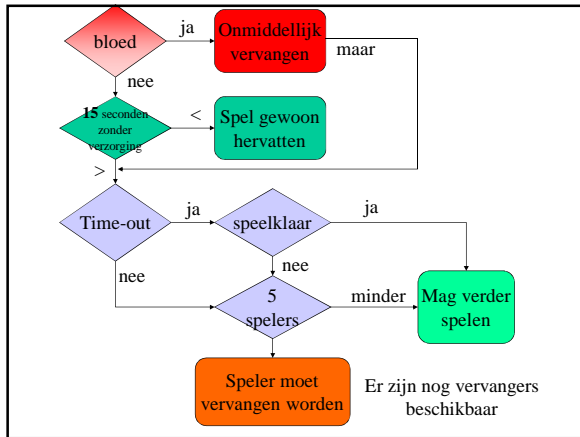 bloed
ja
Onmiddellijk
vervangen
maar
nee
15 seconden
zonder
verzorging
<
Spel gewoon
hervatten
>
Time-out
ja
speelklaar
ja
nee
nee
5
spelers
minder
Mag verder
spelen
Speler moet
vervangen worden
Er zijn nog vervangers
beschikbaar